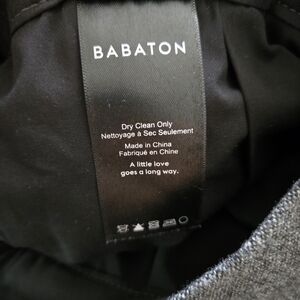 BABATON
Dry Clean Only
Nettoyage à Sec Seulement
Made in China
Fabriqué en Chine
A little love
goes a long way.